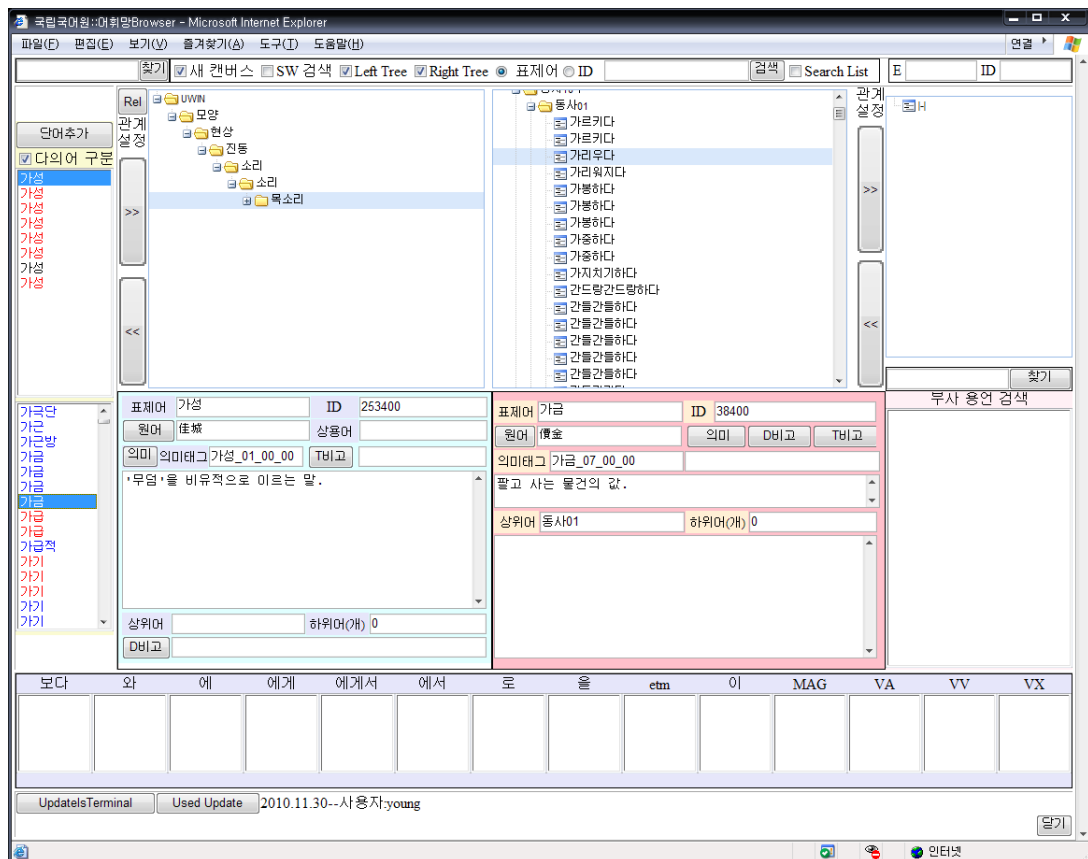 국립국어원::어휘망Browser - Microsoft Internet Explorer
파일(F) 편집(E) 보기(V) 즐겨찾기(A) 도구(T) 도움말(H) 연결
찾기 새 캔버스 SW 검색 Left Tree Right Tree 표제어 ID 검색 Search List E ID
단어추가
다의어 구분
가성
가성
가성
가성
가성
가성
가성
가성
Rel
관계
설정
>>
<<
UWIN
모양
현상
진동
소리
소리
목소리
동사01
가르키다
가르키다
가리우다
가리워지다
가봉하다
가봉하다
가봉하다
가중하다
가중하다
가지치기하다
간드랑간드랑하다
간들간들하다
간들간들하다
간들간들하다
간들간들하다
간들간들하다
관계
설정
>>
<<
H
찾기
부사 용언 검색
가극단
가근
가근방
가금
가금
가금
가금
가급
가급
가급적
가기
가기
가기
가기
가기
표제어 가성 ID 253400
원어 佳城 상용어
의미 의미태그 가성_01_00_00 T비고
'무덤'을 비유적으로 이르는 말.
상위어 하위어(개) 0
D비고
표제어 가금 ID 38400
원어 價金 의미 D비고 T비고
의미태그 가금_07_00_00
팔고 사는 물건의 값.
상위어 동사01 하위어(개) 0
보다 와 에 에게 에게서 에서 로 을 etm 이 MAG VA VV VX
UpdateIsTerminal Used Update 2010.11.30--사용자:young
닫기
인터넷